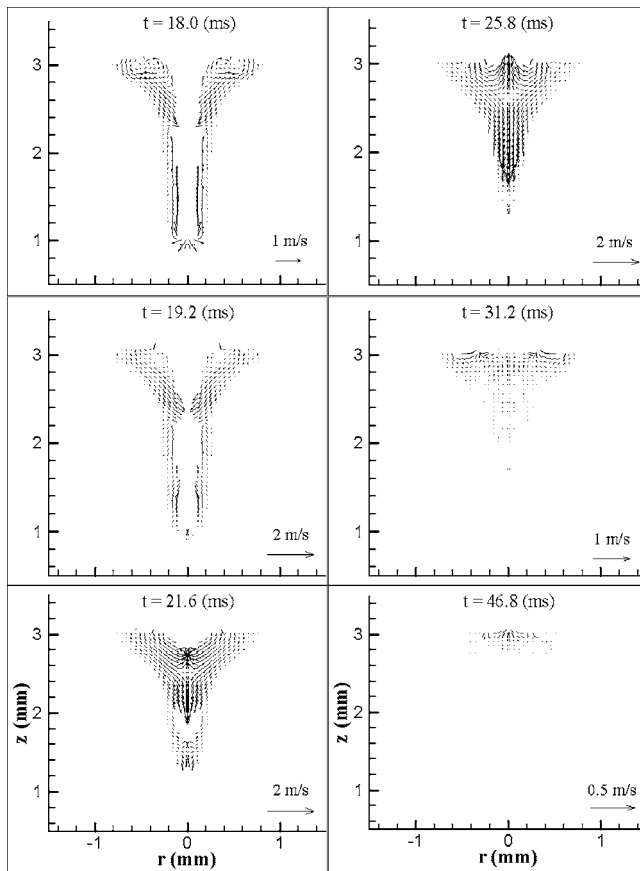 t = 18.0 (ms)
3
2
1
1 m/s
t = 25.8 (ms)
3
2
1
2 m/s
t = 19.2 (ms)
3
2
1
2 m/s
t = 31.2 (ms)
3
2
1
1 m/s
t = 21.6 (ms)
3
2
1
z (mm)
2 m/s
-1 0 1
r (mm)
t = 46.8 (ms)
3
2
1
z (mm)
0.5 m/s
-1 0 1
r (mm)